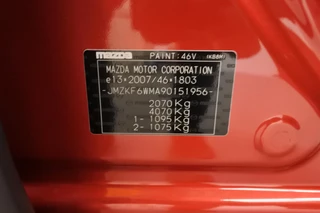 mazda PAINT:46V
MAZDA MOTOR CORPORATION
e13*2007/46*1803
-JMZKF6WMA90151956-
2070Kg
4070Kg
1- 1095Kg
2- 1075Kg